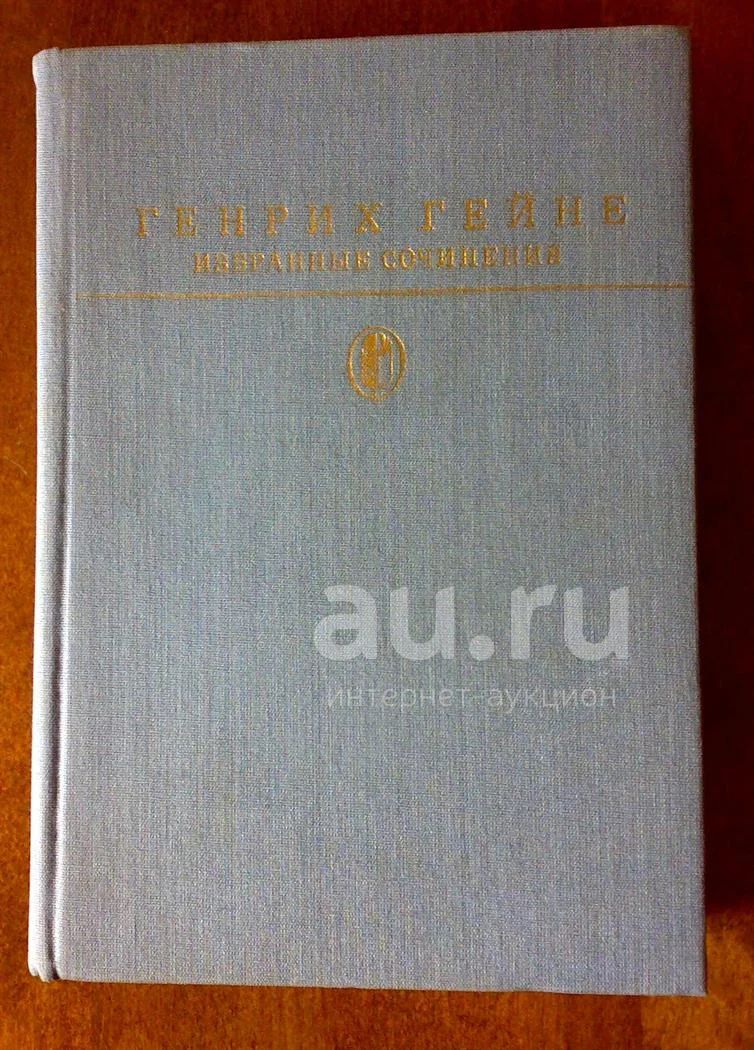 ГЕНРИХ ГЕЙНЕ
ИЗБРАННЫЕ СОЧИНЕНИЯ
au.ru
интернет-аукцион